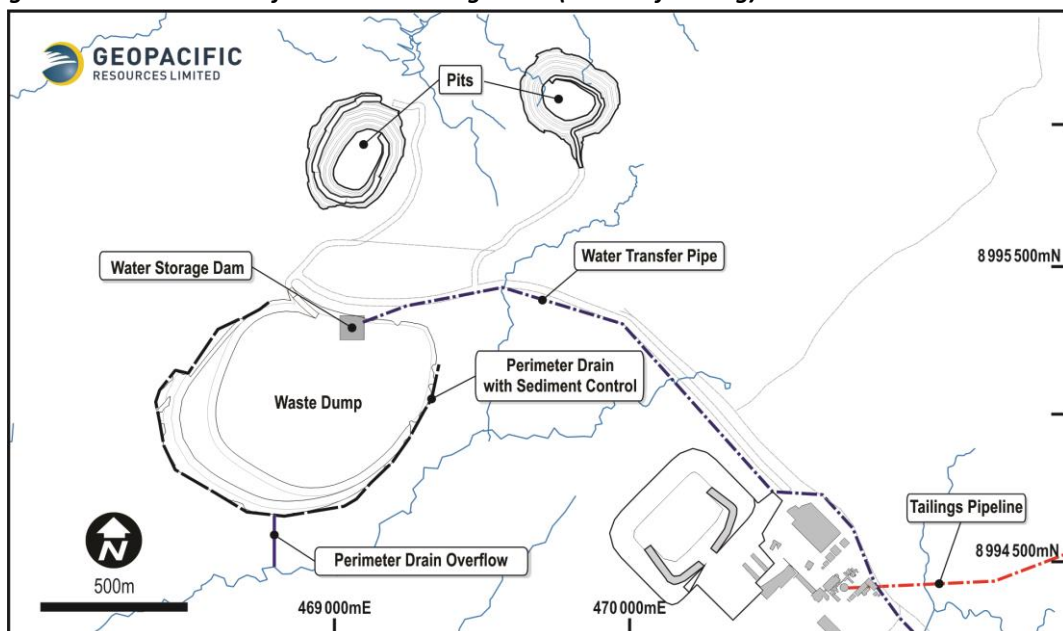 GEOPACIFIC
RESOURCES LIMITED
Pits
Water Storage Dam
Water Transfer Pipe
8 995 500mN
Perimeter Drain
with Sediment Control
Waste Dump
Tailings Pipeline
N
Perimeter Drain Overflow
8 994 500mN
500m
469 000mE
470 000mE